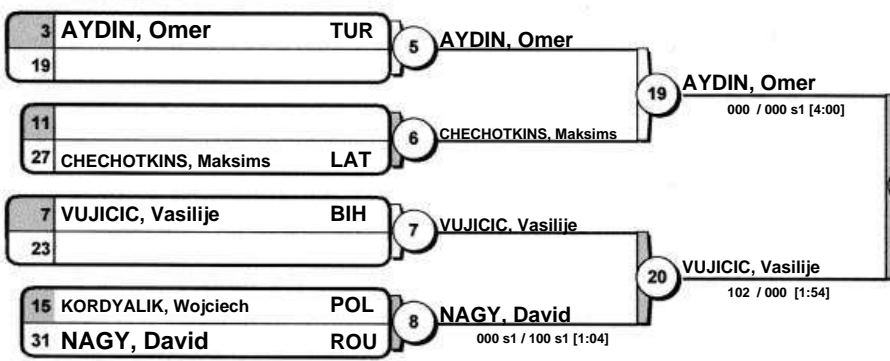 3 AYDIN, Omer TUR
19
5 AYDIN, Omer
11
27 CHECHOTKINS, Maksims LAT
6 CHECHOTKINS, Maksims
19 AYDIN, Omer
000 / 000 s1 [4:00]
7 VUJICIC, Vasilije BIH
23
7 VUJICIC, Vasilije
15 KORDYALIK, Wojciech POL
31 NAGY, David ROU
8 NAGY, David
000 s1 / 100 s1 [1:04]
20 VUJICIC, Vasilije
102 / 000 [1:54]